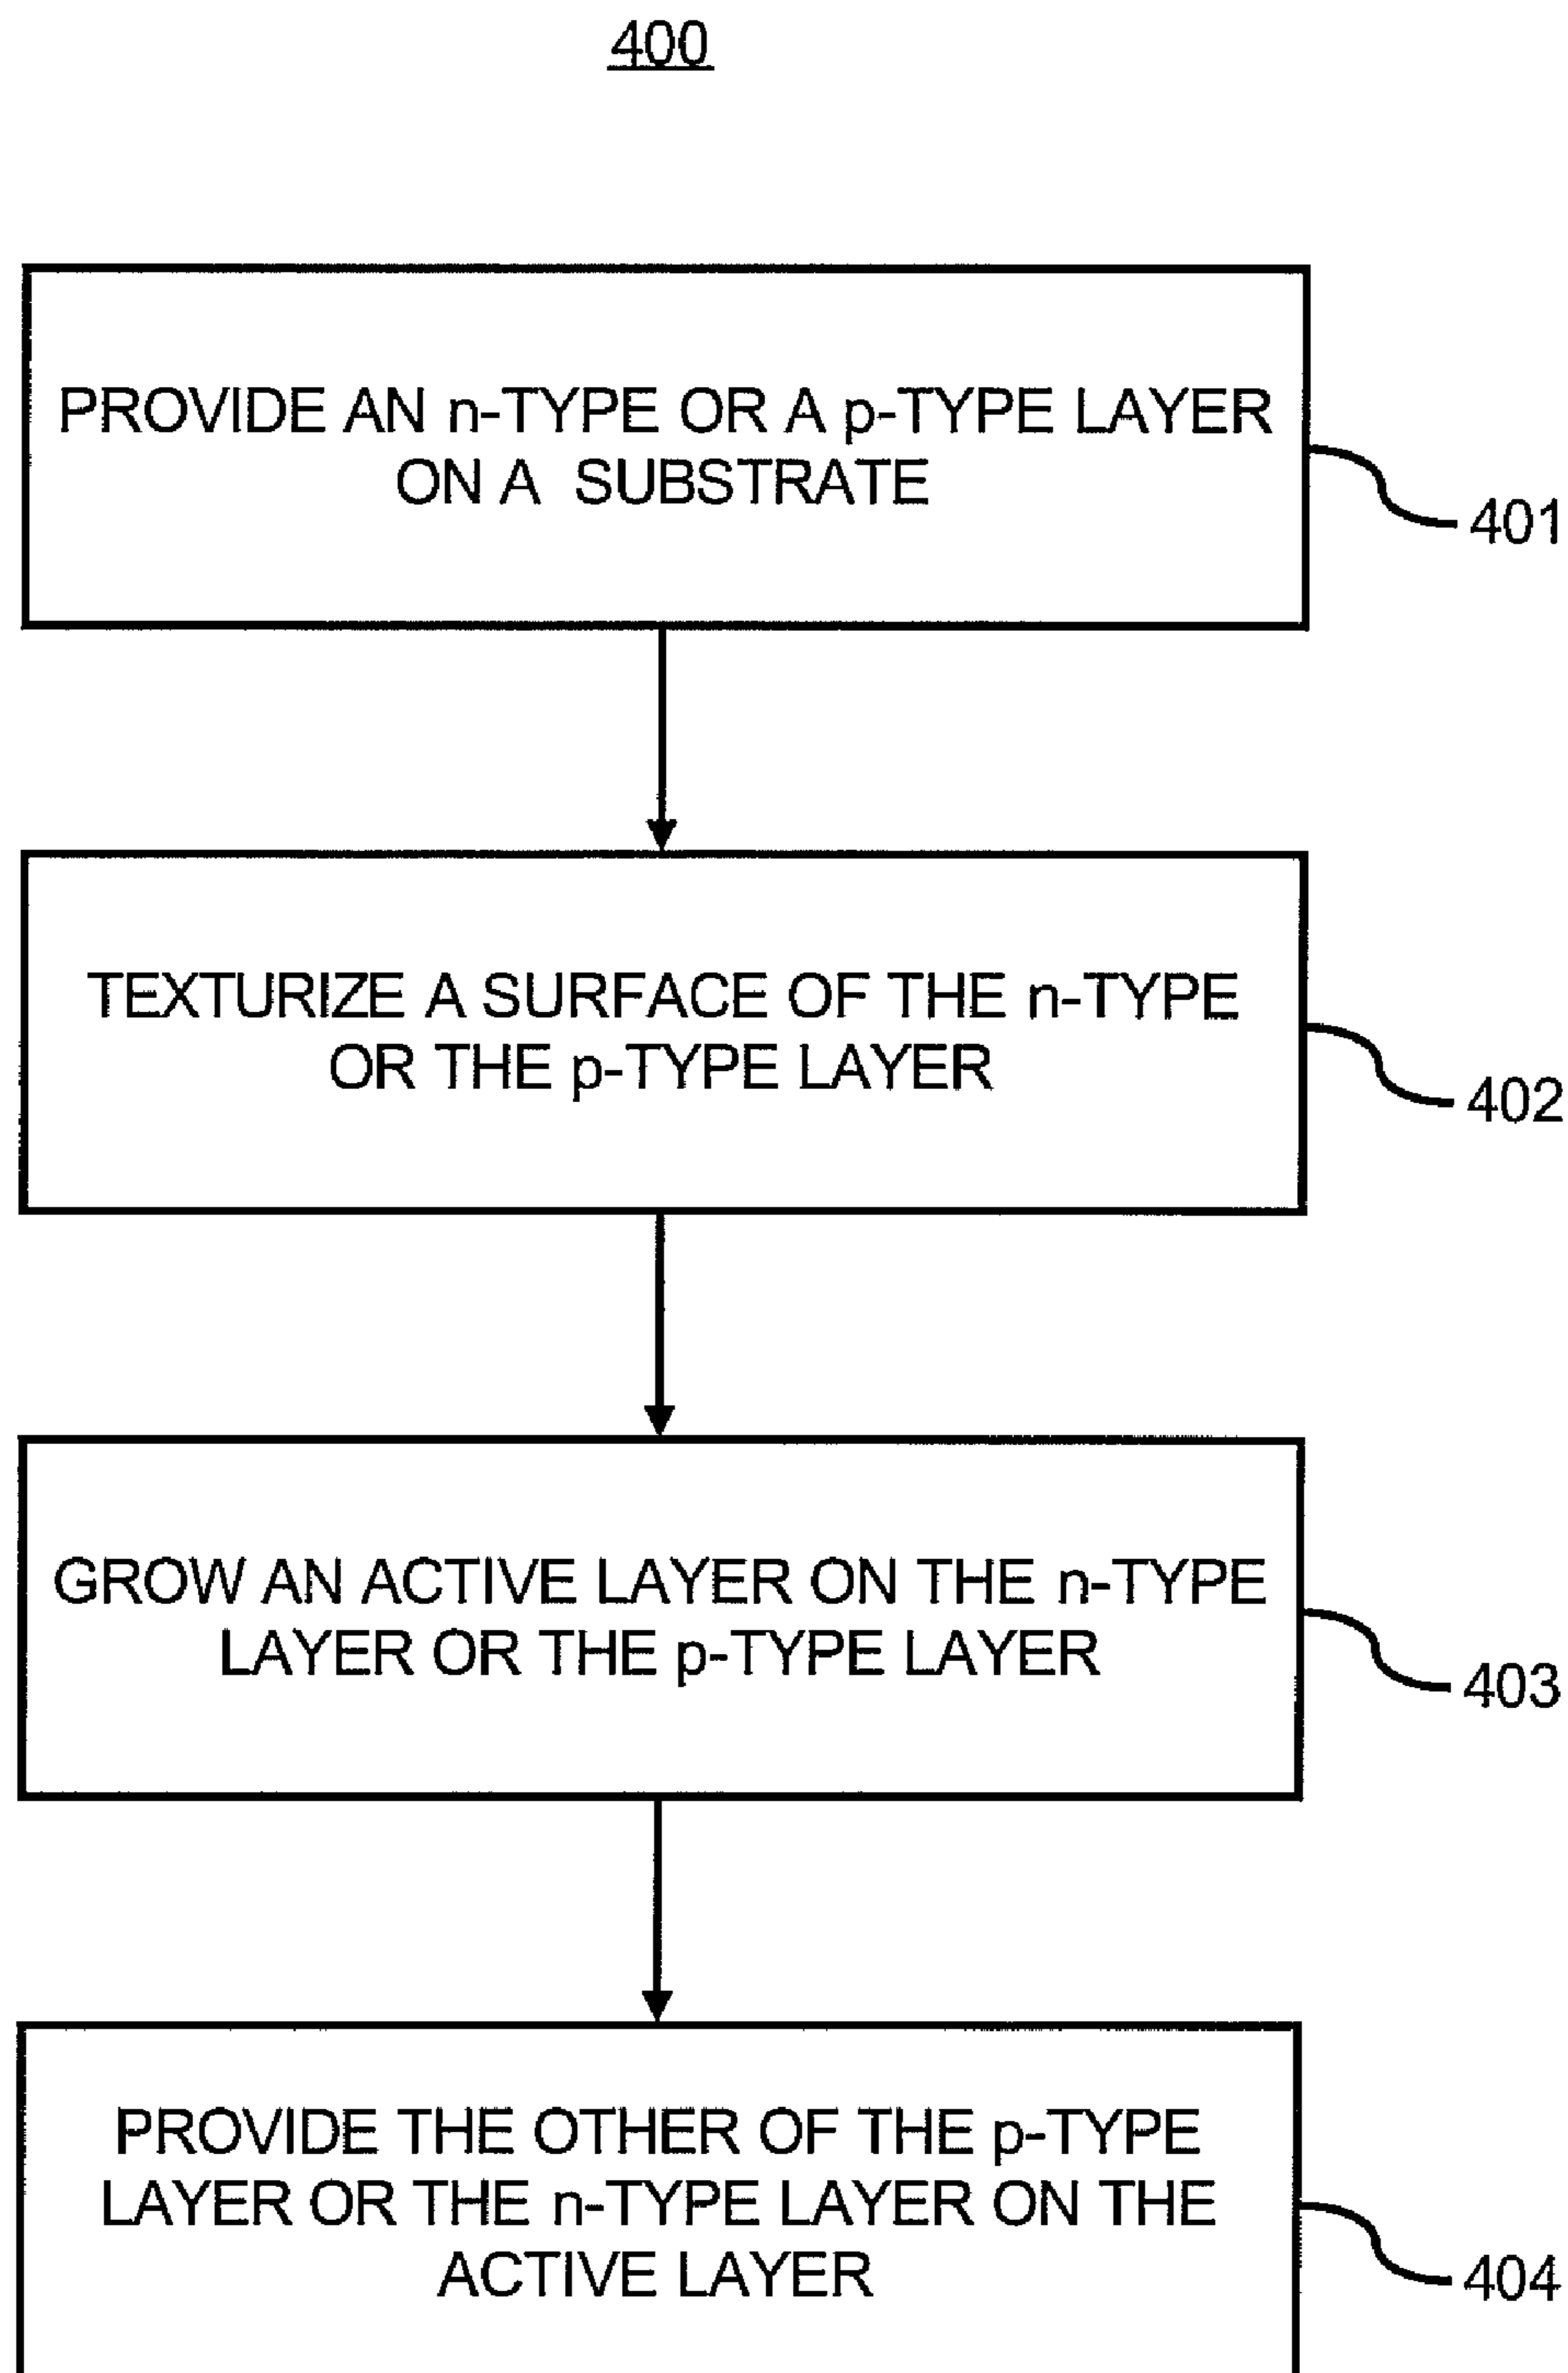 400
PROVIDE AN n-TYPE OR A p-TYPE LAYER
ON A SUBSTRATE
401
TEXTURIZE A SURFACE OF THE n-TYPE
OR THE p-TYPE LAYER
402
GROW AN ACTIVE LAYER ON THE n-TYPE
LAYER OR THE p-TYPE LAYER
403
PROVIDE THE OTHER OF THE p-TYPE
LAYER OR THE n-TYPE LAYER ON THE
ACTIVE LAYER
404